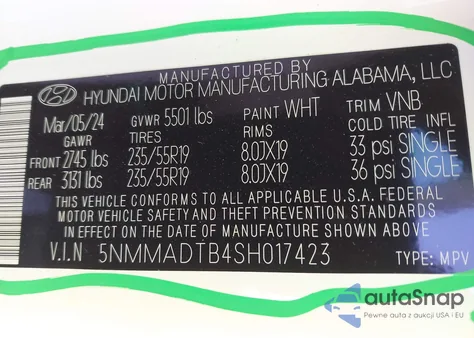 MANUFACTURED BY
HYUNDAI MOTOR MANUFACTURING ALABAMA, LLC
Mar/05/24 GVWR 5501 lbs PAINT WHT TRIM VNB
GAWR TIRES RIMS COLD TIRE INFL
FRONT 2745 lbs 235/55R19 8.0JX19 33 psi SINGLE
REAR 3131 lbs 235/55R19 8.0JX19 36 psi SINGLE
THIS VEHICLE CONFORMS TO ALL APPLICABLE U.S.A. FEDERAL
MOTOR VEHICLE SAFETY AND THEFT PREVENTION STANDARDS
IN EFFECT ON THE DATE OF MANUFACTURE SHOWN ABOVE.
V.I.N 5NMMADTB4SH017423 TYPE: MPV
autaSnap
Pewne auta z aukcji USA i EU